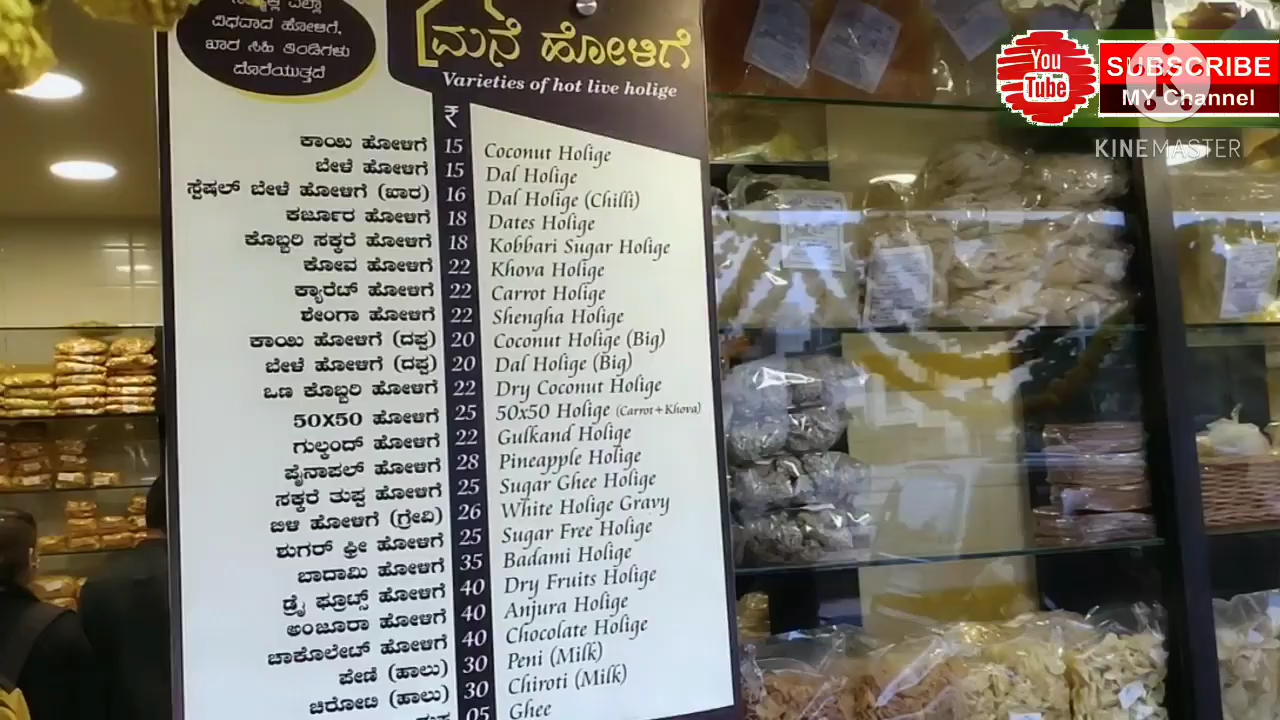 ವಿಧವಾದ ಹೋಳಿಗೆ,
ಖಾರ ಸಿಹಿ ತಿಂಡಿಗಳು
ದೊರೆಯುತ್ತದೆ
ಮನೆ ಹೋಳಿಗೆ
Varieties of hot live holige
₹
ಕಾಯಿ ಹೋಳಿಗೆ 15 Coconut Holige
ಬೇಳೆ ಹೋಳಿಗೆ 15 Dal Holige
ಸ್ಪೆಷಲ್ ಬೇಳೆ ಹೋಳಿಗೆ (ಖಾರ) 16 Dal Holige (Chilli)
ಕರ್ಜೂರ ಹೋಳಿಗೆ 18 Dates Holige
ಕೊಬ್ಬರಿ ಸಕ್ಕರೆ ಹೋಳಿಗೆ 18 Kobbari Sugar Holige
ಕೋವ ಹೋಳಿಗೆ 22 Khova Holige
ಕ್ಯಾರೆಟ್ ಹೋಳಿಗೆ 22 Carrot Holige
ಶೇಂಗಾ ಹೋಳಿಗೆ 22 Shengha Holige
ಕಾಯಿ ಹೋಳಿಗೆ (ದಪ್ಪ) 20 Coconut Holige (Big)
ಬೇಳೆ ಹೋಳಿಗೆ (ದಪ್ಪ) 20 Dal Holige (Big)
ಒಣ ಕೊಬ್ಬರಿ ಹೋಳಿಗೆ 22 Dry Coconut Holige
50X50 ಹೋಳಿಗೆ 25 50x50 Holige (Carrot+Khova)
ಗುಲ್ಕಂದ್ ಹೋಳಿಗೆ 22 Gulkand Holige
ಪೈನಾಪಲ್ ಹೋಳಿಗೆ 28 Pineapple Holige
ಸಕ್ಕರೆ ತುಪ್ಪ ಹೋಳಿಗೆ 25 Sugar Ghee Holige
ಬಿಳಿ ಹೋಳಿಗೆ (ಗ್ರೇವಿ) 26 White Holige Gravy
ಶುಗರ್ ಫ್ರೀ ಹೋಳಿಗೆ 25 Sugar Free Holige
ಬಾದಾಮಿ ಹೋಳಿಗೆ 35 Badami Holige
ಡ್ರೈ ಫ್ರೂಟ್ಸ್ ಹೋಳಿಗೆ 40 Dry Fruits Holige
ಅಂಜೂರಾ ಹೋಳಿಗೆ 40 Anjura Holige
ಚಾಕೊಲೇಟ್ ಹೋಳಿಗೆ 40 Chocolate Holige
ಪೇಣಿ (ಹಾಲು) 30 Peni (Milk)
ಚಿರೋಟಿ (ಹಾಲು) 30 Chiroti (Milk)
05 Ghee
You
Tube
SUBSCRIBE
MY Channel
KINEMASTER